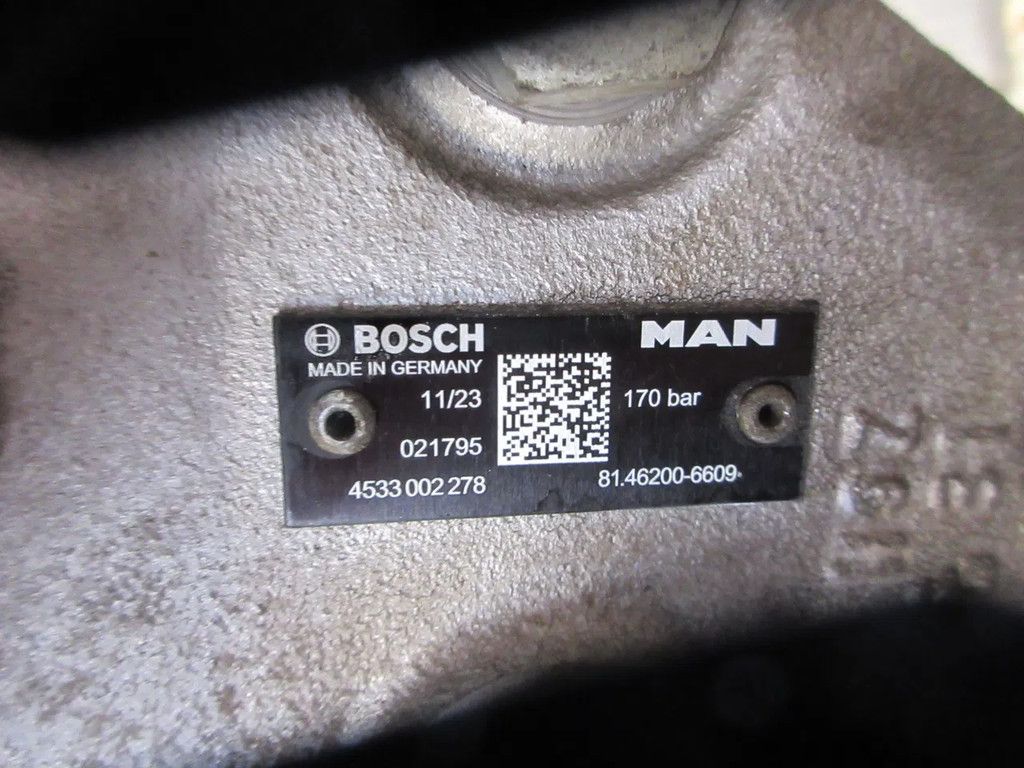 BOSCH MAN
MADE IN GERMANY
11/23 170 bar
021795
4533 002 278 81.46200-6609